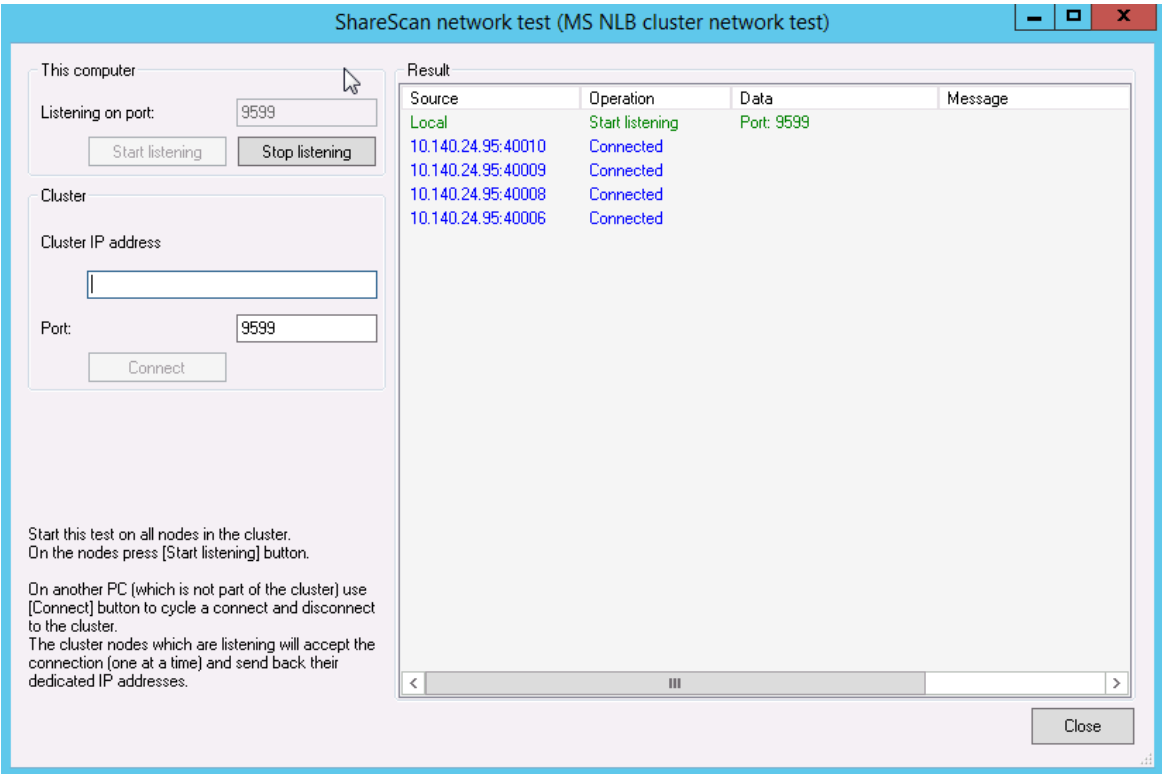 ShareScan network test (MS NLB cluster network test)
This computer
Listening on port:
9599
Start listening
Stop listening
Cluster
Cluster IP address
Port:
9599
Connect
Start this test on all nodes in the cluster.
On the nodes press [Start listening] button.
On another PC (which is not part of the cluster) use
[Connect] button to cycle a connect and disconnect
to the cluster.
The cluster nodes which are listening will accept the
connection (one at a time) and send back their
dedicated IP addresses.
Result
Source Operation Data Message
Local Start listening Port: 9599
10.140.24.95:40010 Connected
10.140.24.95:40009 Connected
10.140.24.95:40008 Connected
10.140.24.95:40006 Connected
Close